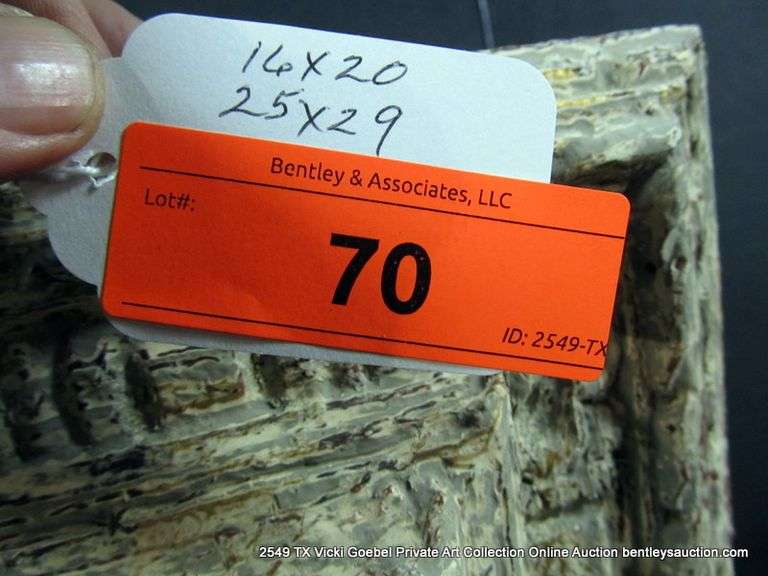 16x20
25x29
Bentley & Associates, LLC
Lot#:
70
ID: 2549-TX
2549 TX Vicki Goebel Private Art Collection Online Auction bentleysauction.com